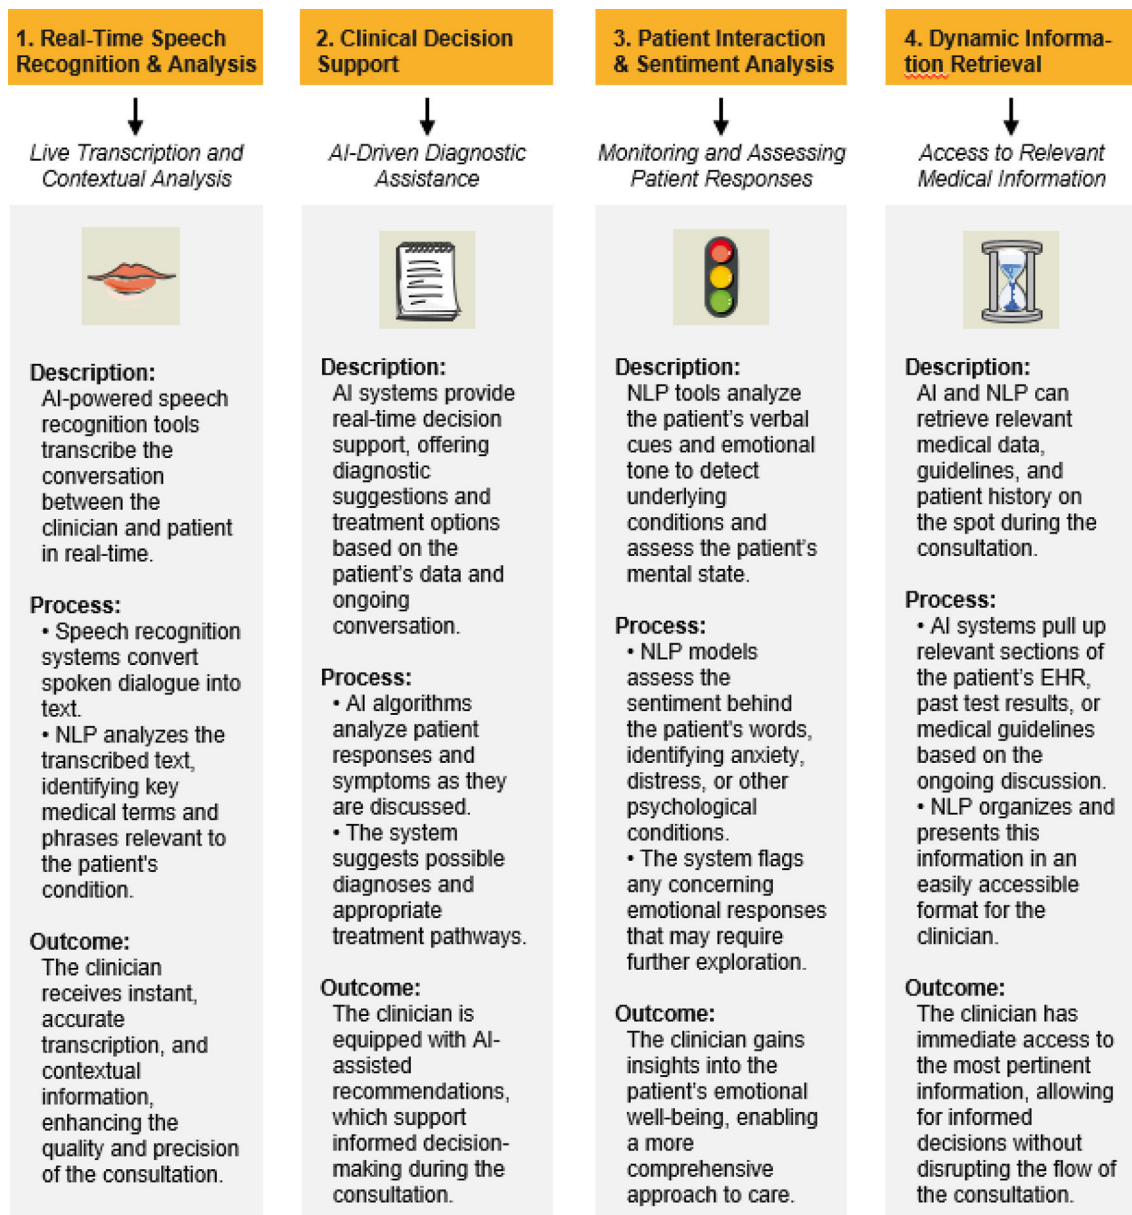 1. Real-Time Speech
Recognition & Analysis
Live Transcription and
Contextual Analysis
Description:
AI-powered speech
recognition tools
transcribe the
conversation
between the
clinician and patient
in real-time.
Process:
• Speech recognition
systems convert
spoken dialogue into
text.
• NLP analyzes the
transcribed text,
identifying key
medical terms and
phrases relevant to
the patient's
condition.
Outcome:
The clinician
receives instant,
accurate
transcription, and
contextual
information,
enhancing the
quality and precision
of the consultation.
2. Clinical Decision
Support
AI-Driven Diagnostic
Assistance
Description:
AI systems provide
real-time decision
support, offering
diagnostic
suggestions and
treatment options
based on the
patient's data and
ongoing
conversation.
Process:
• AI algorithms
analyze patient
responses and
symptoms as they
are discussed.
• The system
suggests possible
diagnoses and
appropriate
treatment pathways.
Outcome:
The clinician is
equipped with AI-
assisted
recommendations,
which support
informed decision-
making during the
consultation.
3. Patient Interaction
& Sentiment Analysis
Monitoring and Assessing
Patient Responses
Description:
NLP tools analyze
the patient's verbal
cues and emotional
tone to detect
underlying
conditions and
assess the patient's
mental state.
Process:
• NLP models
assess the
sentiment behind
the patient's words,
identifying anxiety,
distress, or other
psychological
conditions.
• The system flags
any concerning
emotional responses
that may require
further exploration.
Outcome:
The clinician gains
insights into the
patient's emotional
well-being, enabling
a more
comprehensive
approach to care.
4. Dynamic Informa-
tion Retrieval
Access to Relevant
Medical Information
Description:
AI and NLP can
retrieve relevant
medical data,
guidelines, and
patient history on
the spot during the
consultation.
Process:
• AI systems pull up
relevant sections of
the patient's EHR,
past test results, or
medical guidelines
based on the
ongoing discussion.
• NLP organizes and
presents this
information in an
easily accessible
format for the
clinician.
Outcome:
The clinician has
immediate access to
the most pertinent
information, allowing
for informed
decisions without
disrupting the flow of
the consultation.